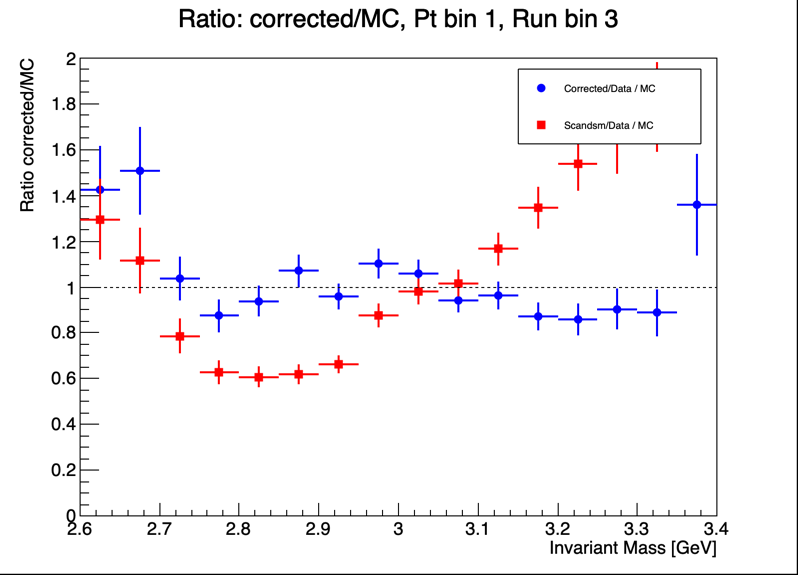 Ratio: corrected/MC, Pt bin 1, Run bin 3
Ratio corrected/MC
2
1.8
1.6
1.4
1.2
1
0.8
0.6
0.4
0.2
0
Corrected/Data / MC
Scandsm/Data / MC
2.6 2.7 2.8 2.9 3 3.1 3.2 3.3 3.4
Invariant Mass [GeV]